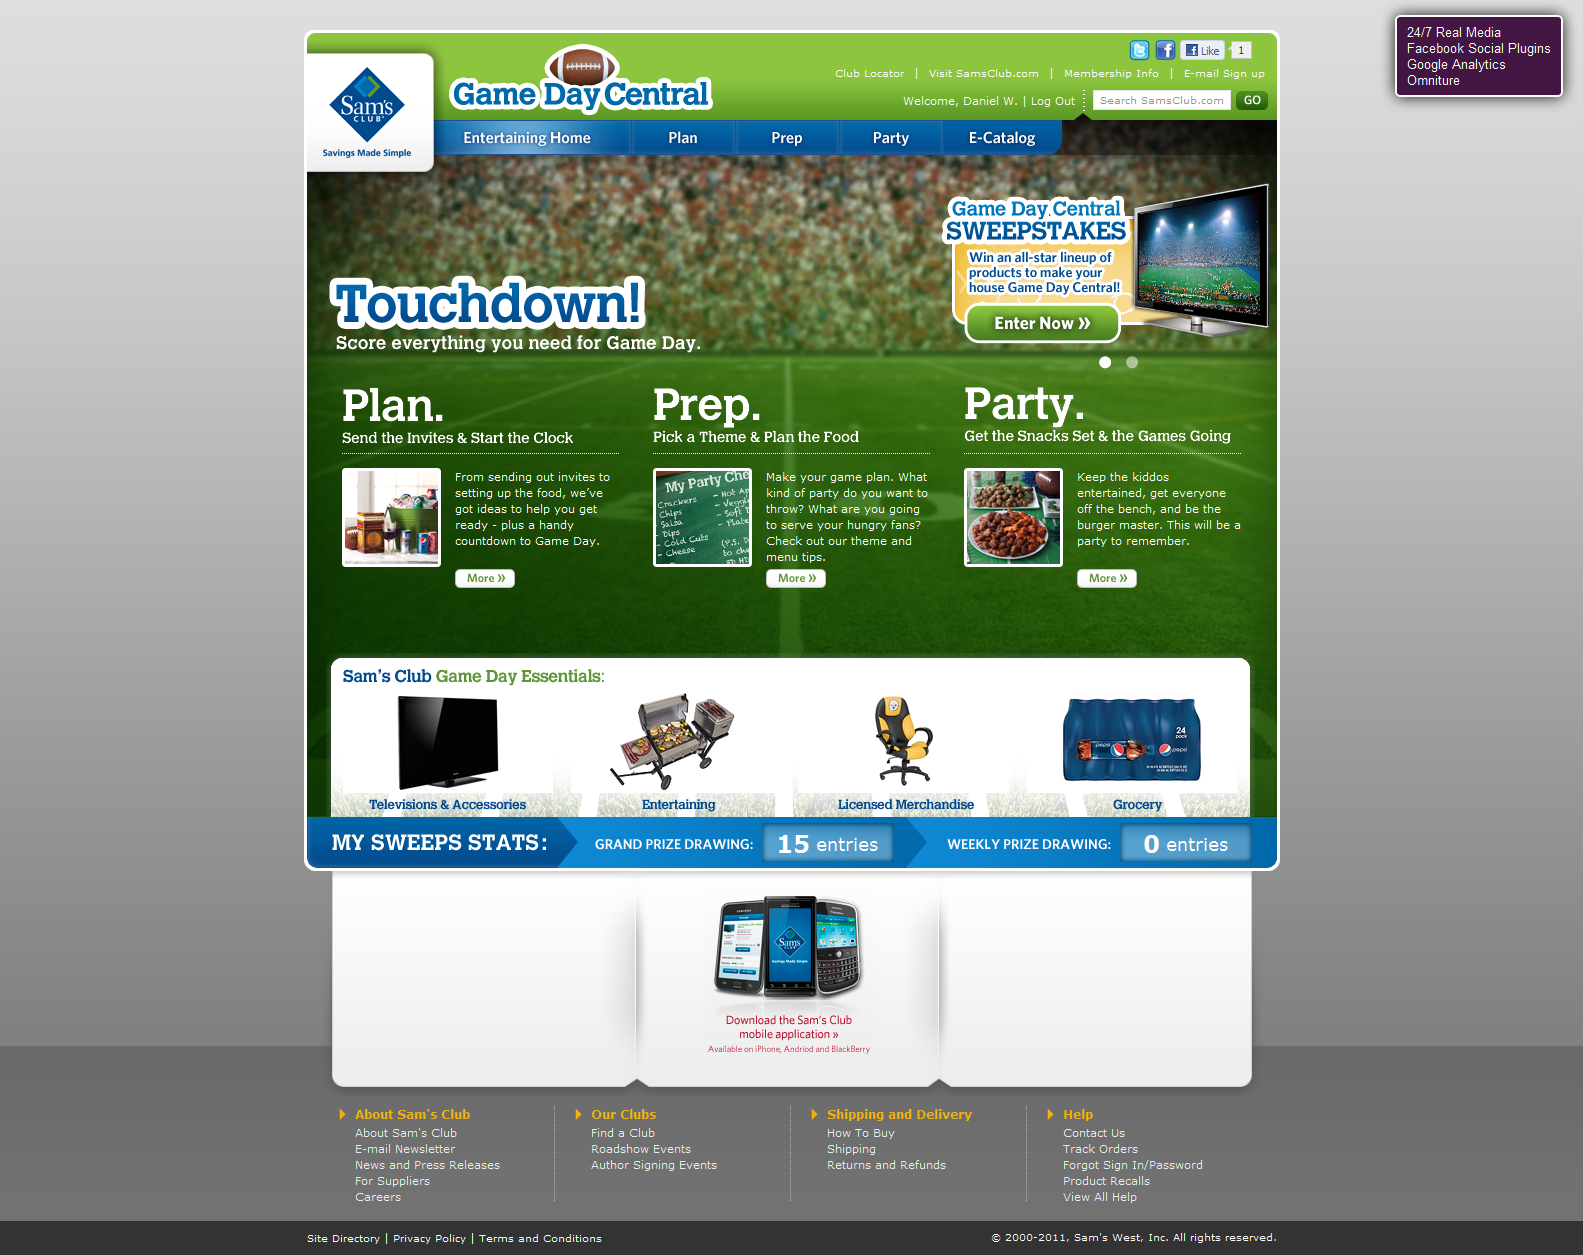 24/7 Real Media
Facebook Social Plugins
Google Analytics
Omniture
Sam's
CLUB
Savings Made Simple
Game Day Central
Like 1
Club Locator | Visit SamsClub.com | Membership Info | E-mail Sign up
Welcome, Daniel W. | Log Out
Search SamsClub.com GO
Entertaining Home Plan Prep Party E-Catalog
Game Day Central
SWEEPSTAKES
Win an all-star lineup of
products to make your
house Game Day Central!
Enter Now »
Touchdown!
Score everything you need for Game Day.
Plan.
Send the Invites & Start the Clock
From sending out invites to
setting up the food, we've
got ideas to help you get
ready - plus a handy
countdown to Game Day.
More »
Prep.
Pick a Theme & Plan the Food
My Party Che
Crackers
Chips
Salsa
- Dips
- Cold Cuts
- Cheese
- Hot Ap
- Veggi
- Soft D
- Plate
(P.S. D
to che
an HD
Make your game plan. What
kind of party do you want to
throw? What are you going
to serve your hungry fans?
Check out our theme and
menu tips.
More »
Party.
Get the Snacks Set & the Games Going
Keep the kiddos
entertained, get everyone
off the bench, and be the
burger master. This will be a
party to remember.
More »
Sam's Club Game Day Essentials:
24
pack
pepsi
pepsi
Televisions & Accessories
Entertaining
Licensed Merchandise
Grocery
MY SWEEPS STATS: GRAND PRIZE DRAWING: 15 entries WEEKLY PRIZE DRAWING: 0 entries
Sam's
CLUB
Savings Made Simple
Download the Sam's Club
mobile application »
Available on iPhone, Andriod and BlackBerry
About Sam's Club
About Sam's Club
E-mail Newsletter
News and Press Releases
For Suppliers
Careers
Our Clubs
Find a Club
Roadshow Events
Author Signing Events
Shipping and Delivery
How To Buy
Shipping
Returns and Refunds
Help
Contact Us
Track Orders
Forgot Sign In/Password
Product Recalls
View All Help
Site Directory | Privacy Policy | Terms and Conditions
© 2000-2011, Sam's West, Inc. All rights reserved.